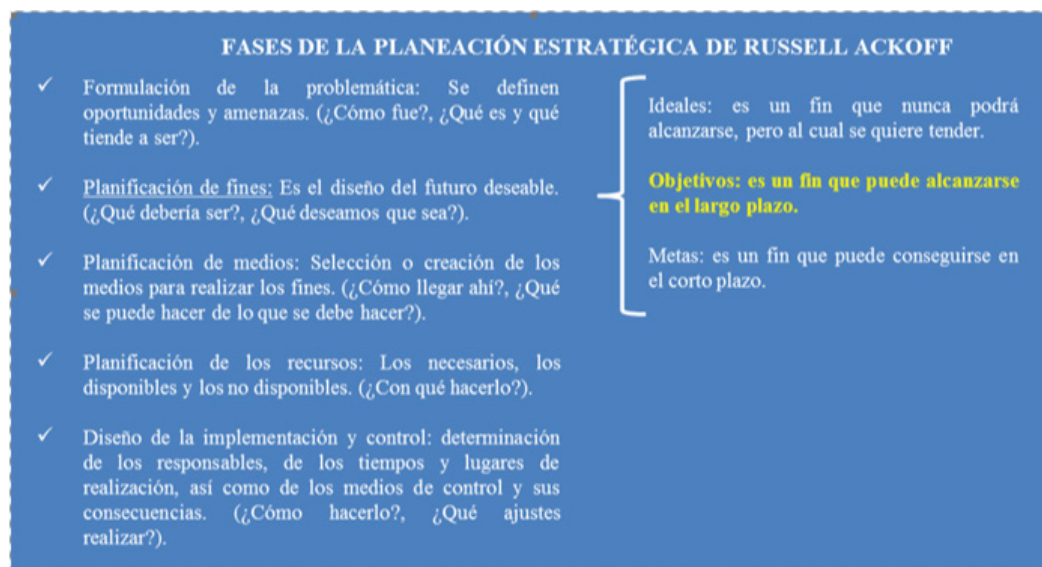 FASES DE LA PLANEACIÓN ESTRATÉGICA DE RUSSELL ACKOFF
✓ Formulación de la problemática: Se definen
oportunidades y amenazas. (¿Cómo fue?, ¿Qué es y qué
tiende a ser?).
✓ Planificación de fines: Es el diseño del futuro deseable.
(¿Qué debería ser?, ¿Qué deseamos que sea?).
✓ Planificación de medios: Selección o creación de los
medios para realizar los fines. (¿Cómo llegar ahí?, ¿Qué
se puede hacer de lo que se debe hacer?).
✓ Planificación de los recursos: Los necesarios, los
disponibles y los no disponibles. (¿Con qué hacerlo?).
✓ Diseño de la implementación y control: determinación
de los responsables, de los tiempos y lugares de
realización, así como de los medios de control y sus
consecuencias. (¿Cómo hacerlo?, ¿Qué ajustes
realizar?).
Ideales: es un fin que nunca podrá
alcanzarse, pero al cual se quiere tender.
Objetivos: es un fin que puede alcanzarse
en el largo plazo.
Metas: es un fin que puede conseguirse en
el corto plazo.